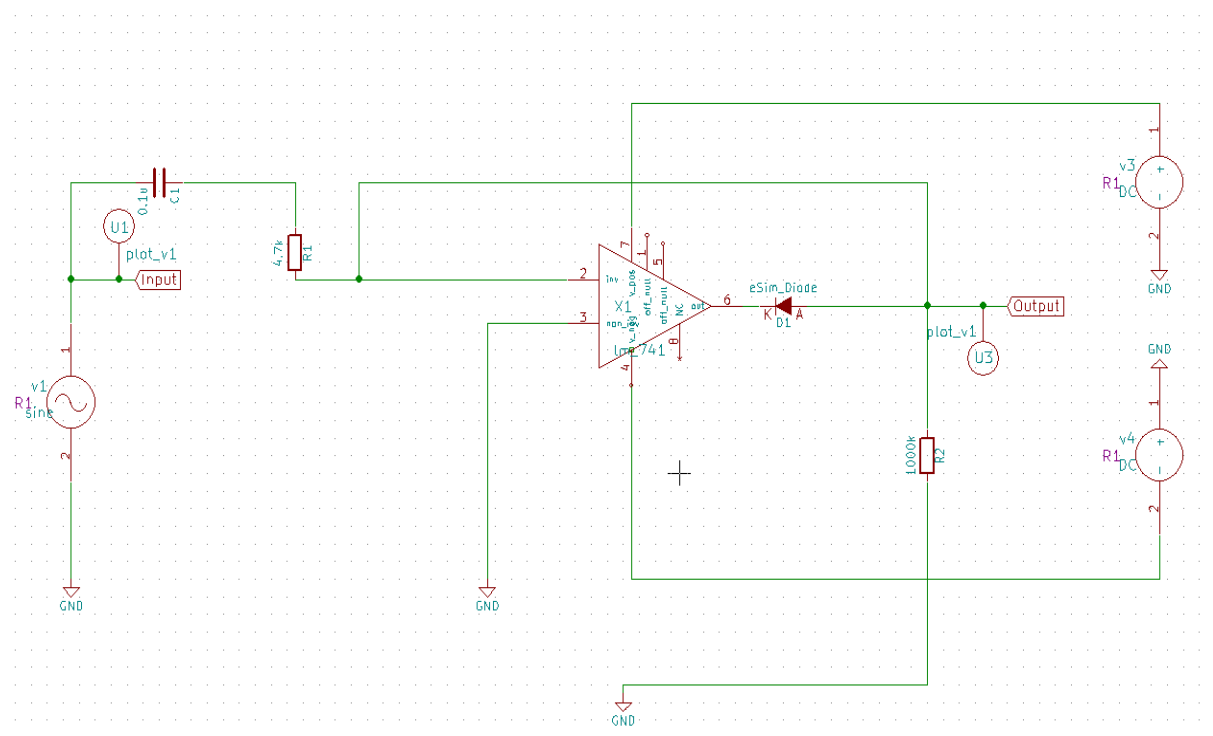 0.1u
C1
U1
plot_v1
Input
4.7k
R1
1
v1
R1
sine
2
GND
2
inv
3
non_inv
7
v_pos
1
off_null
5
off_null
NC
8
X1
lm_741
v_neg
4
out
6
eSim_Diode
K
A
D1
GND
Output
plot_v1
U3
1000k
R2
GND
1
v3
R1
DC
+
-
2
GND
GND
1
v4
R1
DC
+
-
2